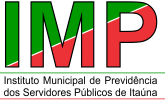 IMP
Instituto Municipal de Previdência
dos Servidores Públicos de Itaúna